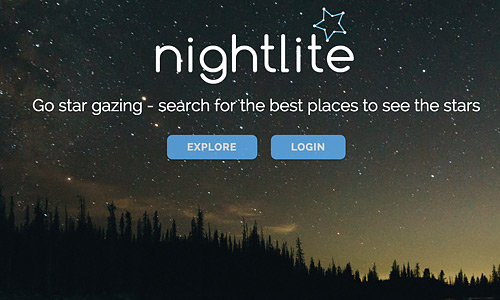 nightlite
Go star gazing - search for the best places to see the stars
EXPLORE LOGIN